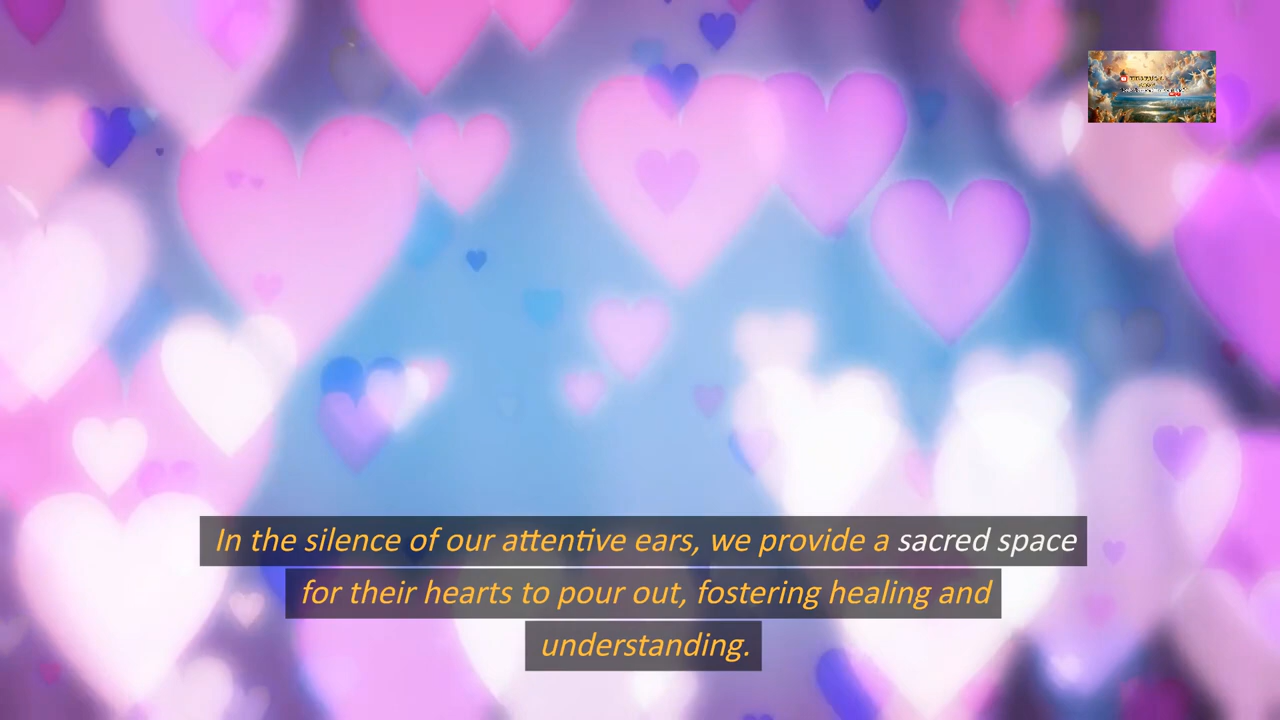 In the silence of our attentive ears, we provide a sacred space
for their hearts to pour out, fostering healing and
understanding.